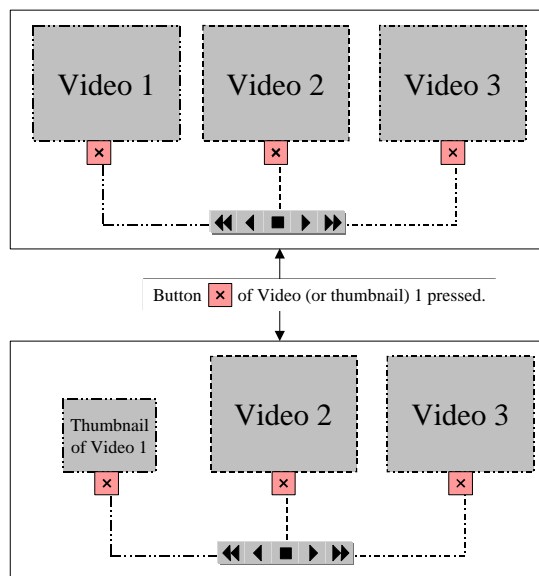 Video 1
Video 2
Video 3
Button × of Video (or thumbnail) 1 pressed.
Thumbnail
of Video 1
Video 2
Video 3